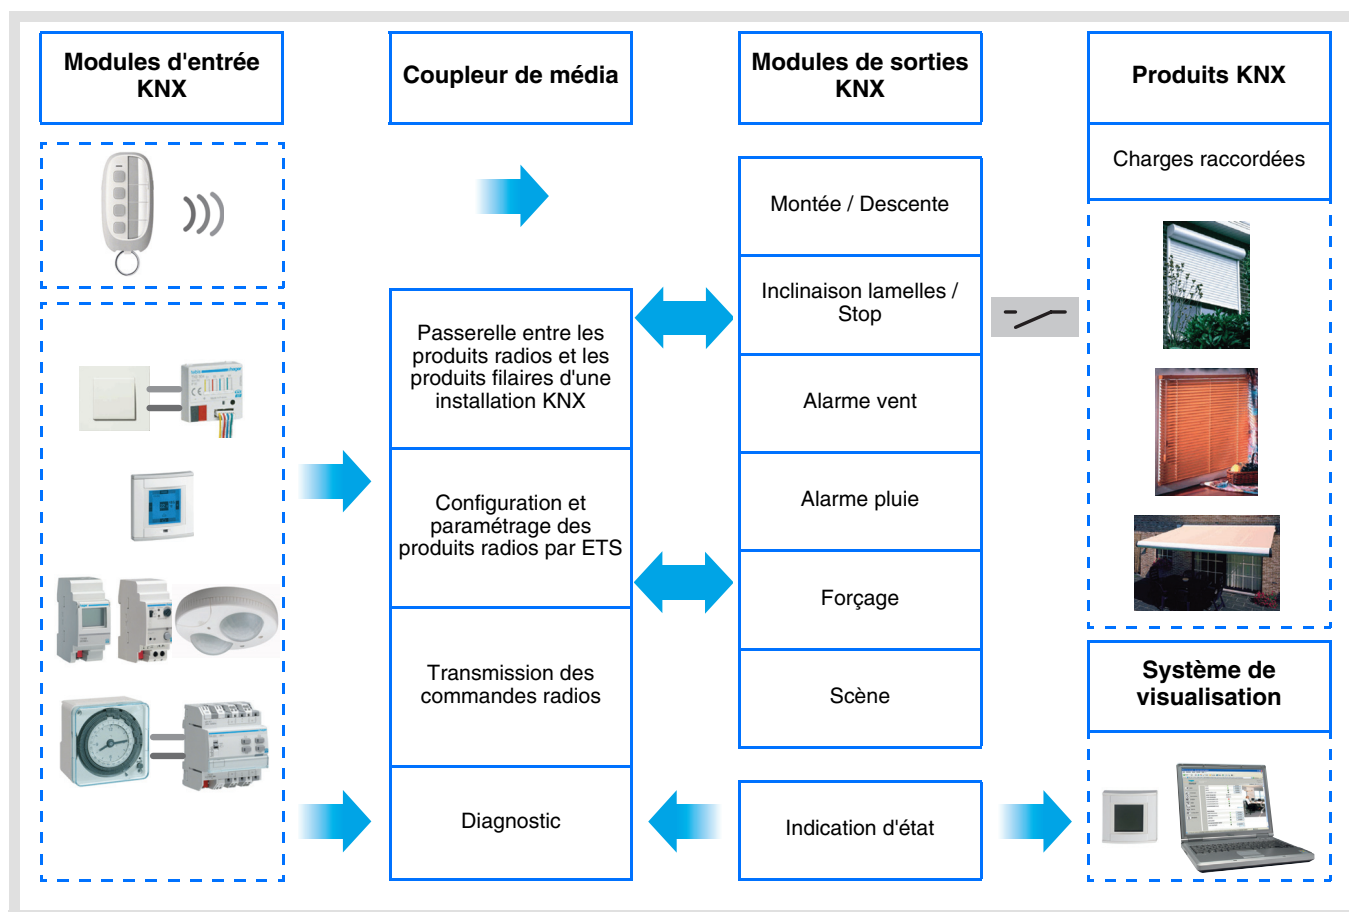 Modules d'entrée
KNX
Coupleur de média
Modules de sorties
KNX
Produits KNX
Charges raccordées
Montée / Descente
Inclinaison lamelles /
Stop
Alarme vent
Alarme pluie
Forçage
Scène
Passerelle entre les
produits radios et les
produits filaires d'une
installation KNX
Configuration et
paramétrage des
produits radios par ETS
Transmission des
commandes radios
Diagnostic
Indication d'état
Système de
visualisation